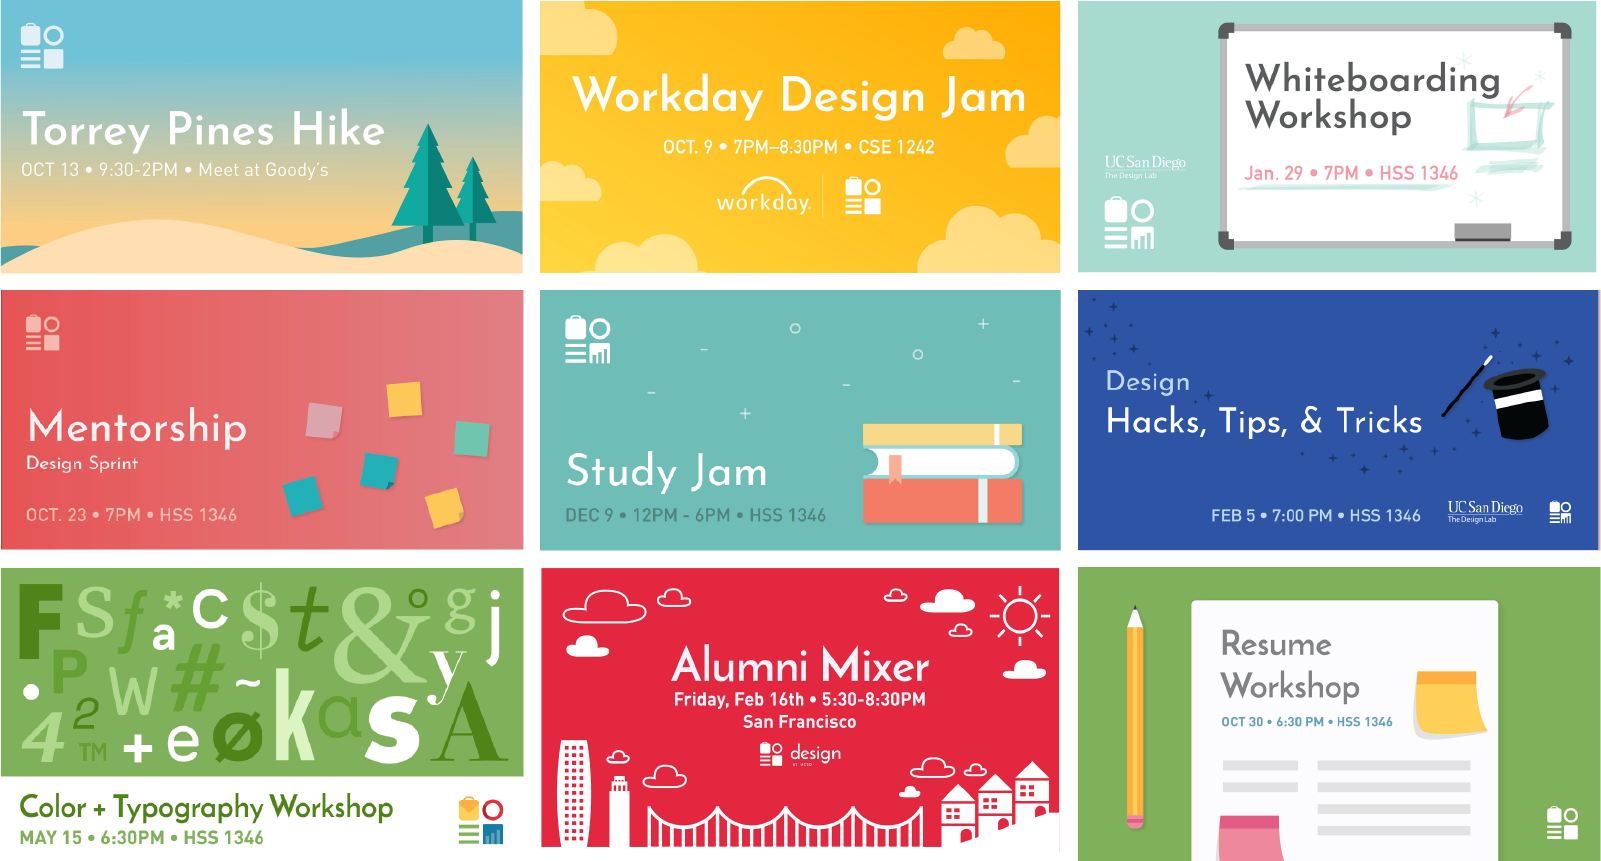 Torrey Pines Hike
OCT 13 • 9:30-2PM • Meet at Goody's
Workday Design Jam
OCT. 9 • 7PM–8:30PM • CSE 1242
workday.
Whiteboarding
Workshop
Jan. 29 • 7PM • HSS 1346
UC San Diego
The Design Lab
Mentorship
Design Sprint
OCT. 23 • 7PM • HSS 1346
Study Jam
DEC 9 • 12PM - 6PM • HSS 1346
Design
Hacks, Tips, & Tricks
FEB 5 • 7:00 PM • HSS 1346
UC San Diego
The Design Lab
F S f * C $ t & o g j
a
P W # ~ k a s y A
4 2 TM + e ø
Color + Typography Workshop
MAY 15 • 6:30PM • HSS 1346
Alumni Mixer
Friday, Feb 16th • 5:30-8:30PM
San Francisco
design
AT UCSD
Resume
Workshop
OCT 30 • 6:30 PM • HSS 1346